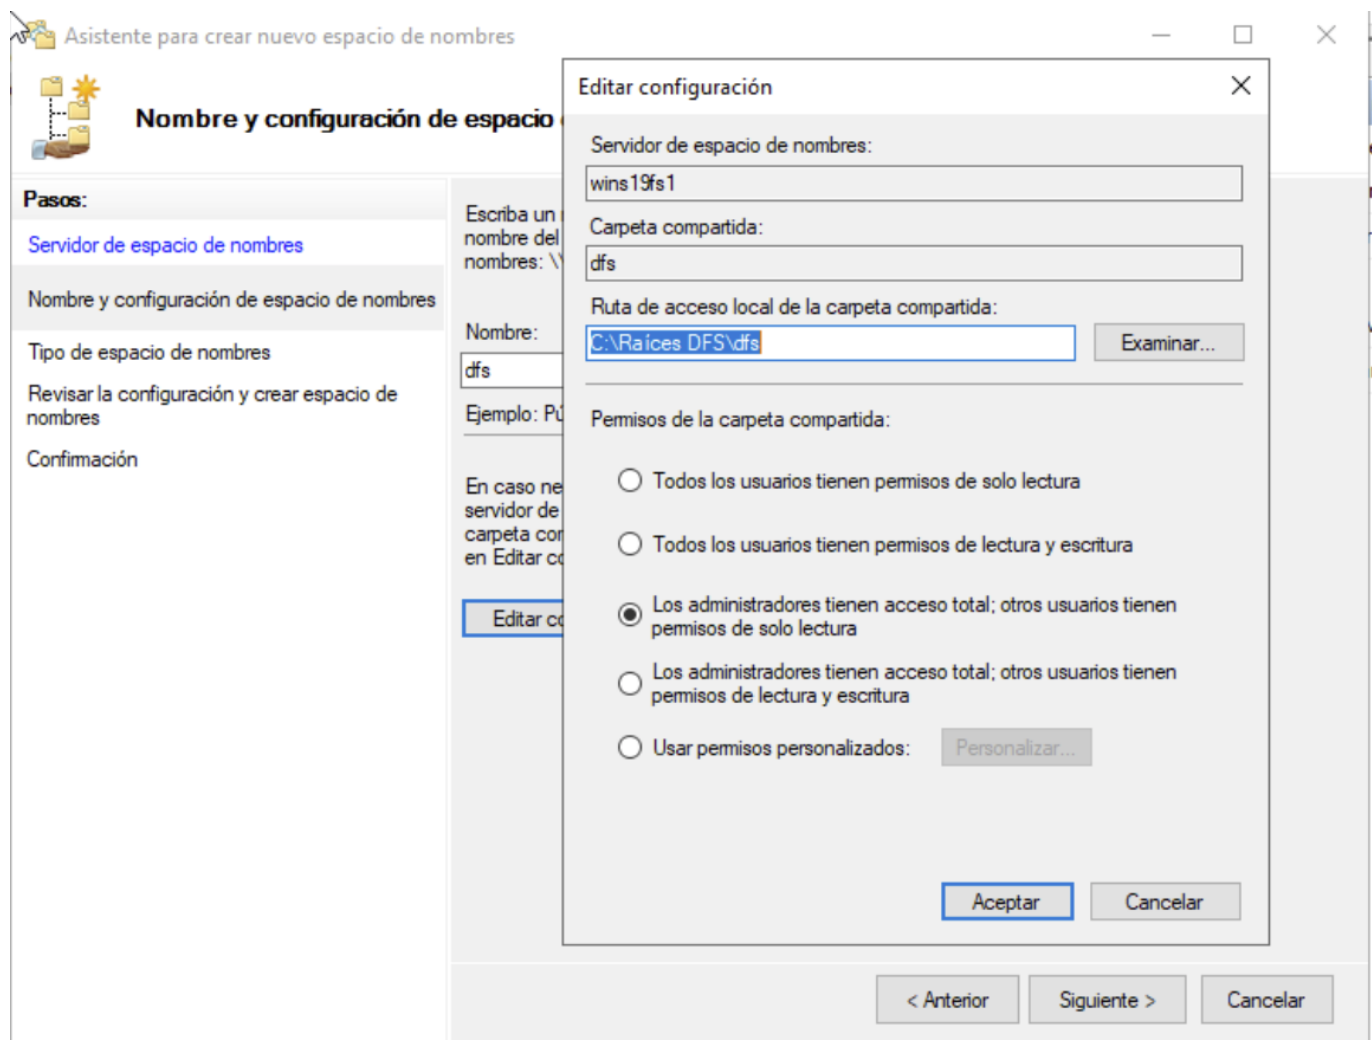 Asistente para crear nuevo espacio de nombres
Nombre y configuración de espacio
Pasos:
Servidor de espacio de nombres
Nombre y configuración de espacio de nombres
Tipo de espacio de nombres
Revisar la configuración y crear espacio de
nombres
Confirmación
Escriba un
nombre del
nombres: \\
Nombre:
dfs
Ejemplo:
En caso
servidor de
carpeta
en Editar
Editar
Editar configuración
Servidor de espacio de nombres:
wins19fs1
Carpeta compartida:
dfs
Ruta de acceso local de la carpeta compartida:
C:\Raíces DFS\dfs
Examinar...
Permisos de la carpeta compartida:
Todos los usuarios tienen permisos de solo lectura
Todos los usuarios tienen permisos de lectura y escritura
Los administradores tienen acceso total; otros usuarios tienen
permisos de solo lectura
Los administradores tienen acceso total; otros usuarios tienen
permisos de lectura y escritura
Usar permisos personalizados:
Personalizar...
Aceptar
Cancelar
< Anterior
Siguiente >
Cancelar